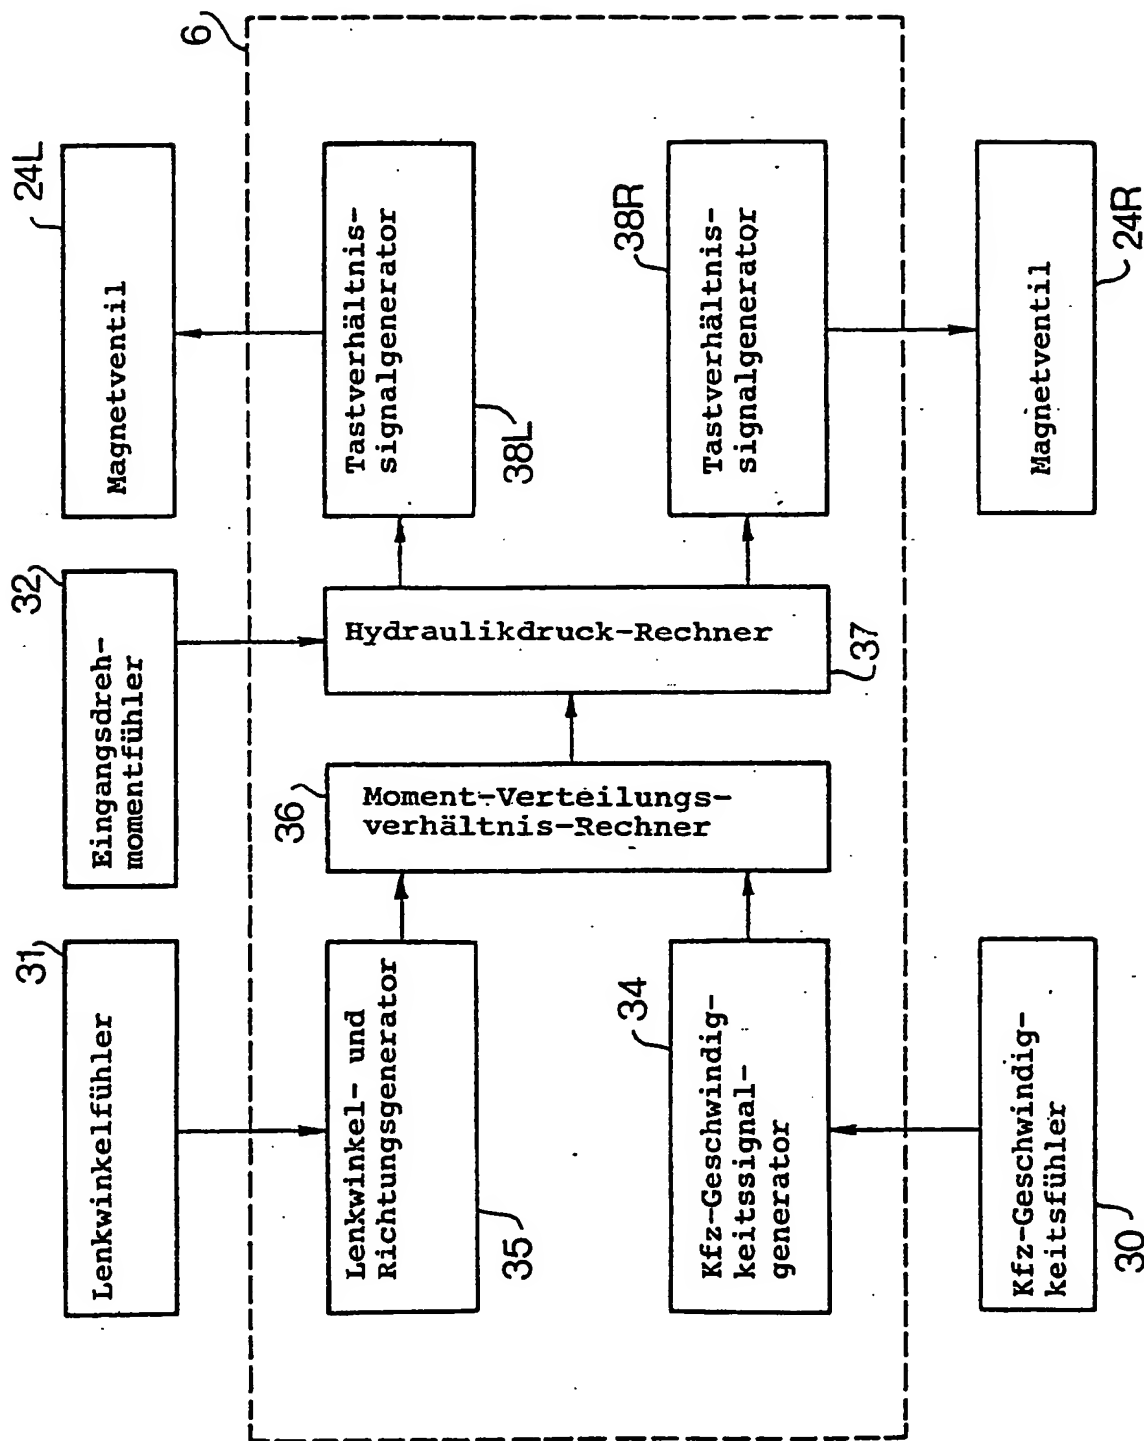 31
Lenkwinkelfühler
32
Eingangsdreh-
momentfühler
24L
Magnetventil
6
35
Lenkwinkel- und
Richtungsgenerator
36
Moment-Verteilungs-
verhältnis-Rechner
37
Hydraulikdruck-Rechner
38L
Tastverhältnis-
signalgenerator
34
Kfz-Geschwindig-
keitssignal-
generator
38R
Tastverhältnis-
signalgenerator
30
Kfz-Geschwindig-
keitsfühler
24R
Magnetventil